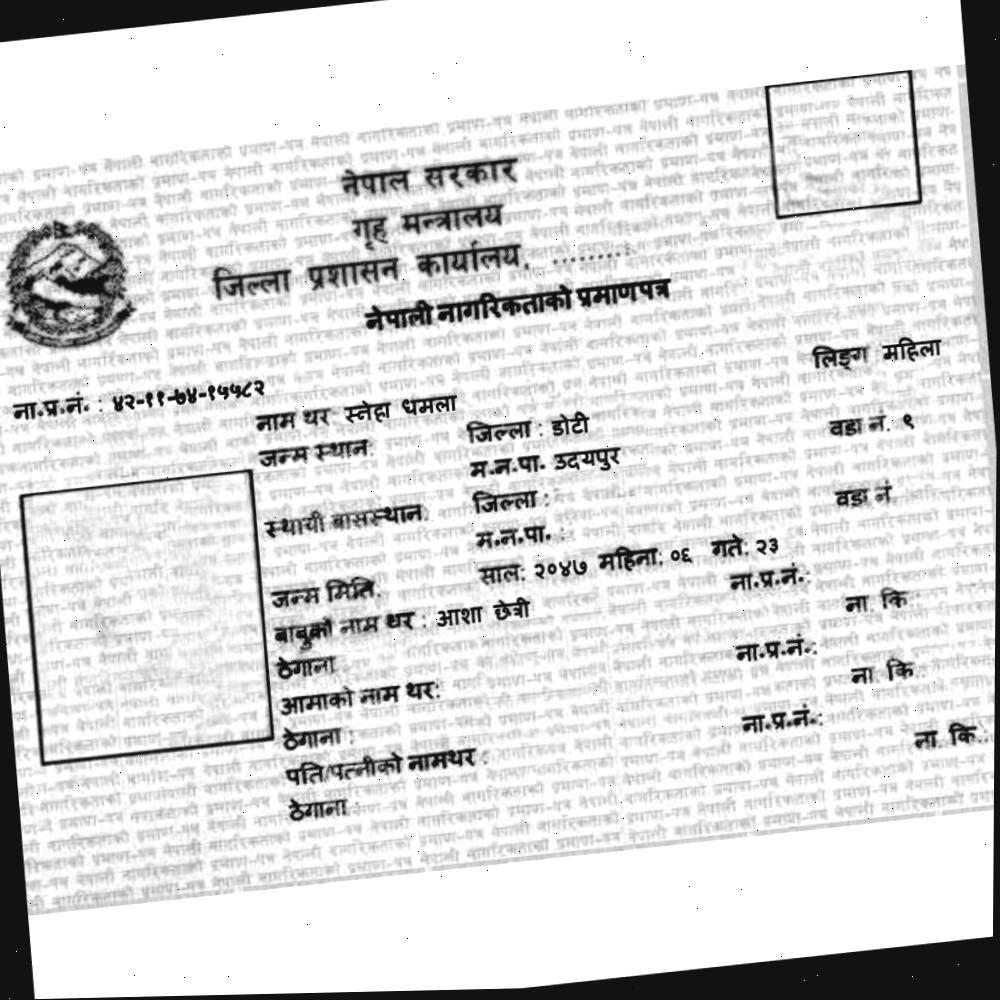 नेपाल सरकार
गृह मन्त्रालय
जिल्ला प्रशासन कार्यालय, .........
नेपाली नागरिकताको प्रमाणपत्र
लिङ्ग महिला
ना.प्र.नं. : ४२-११-७४-१५५८२
नाम थर स्नेहा धमला
जन्म स्थान जिल्ला : डोटी वडा नं. ९
म.न.पा. उदयपुर
स्थायी बासस्थान. जिल्ला : वडा नं
म.न.पा. :
जन्म मिति. साल: २०४७ महिना: ०६ गते: २३
बाबुको नाम थर : आशा छेत्री ना.प्र.नं.:
ठेगाना ना. कि
आमाको नाम थर: ना.प्र.नं.:
ठेगाना : ना. कि.
पति/पत्नीको नामथर : ना.प्र.नं.:
ठेगाना : ना. कि.: